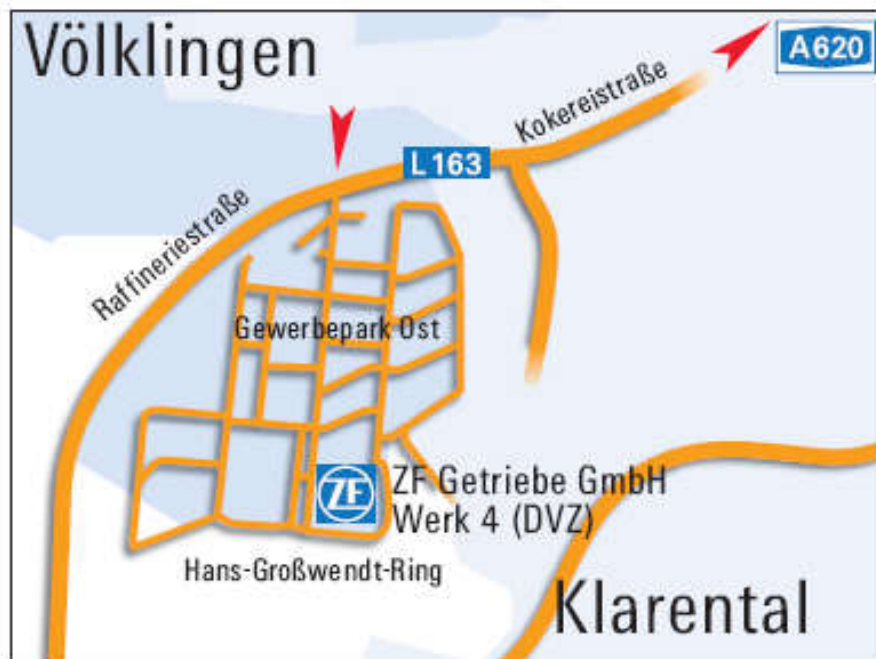 Völklingen
A620
Kokereistraße
L 163
Raffineriestraße
Gewerbepark Ost
ZF
ZF Getriebe GmbH
Werk 4 (DVZ)
Hans-Großwendt-Ring
Klarental